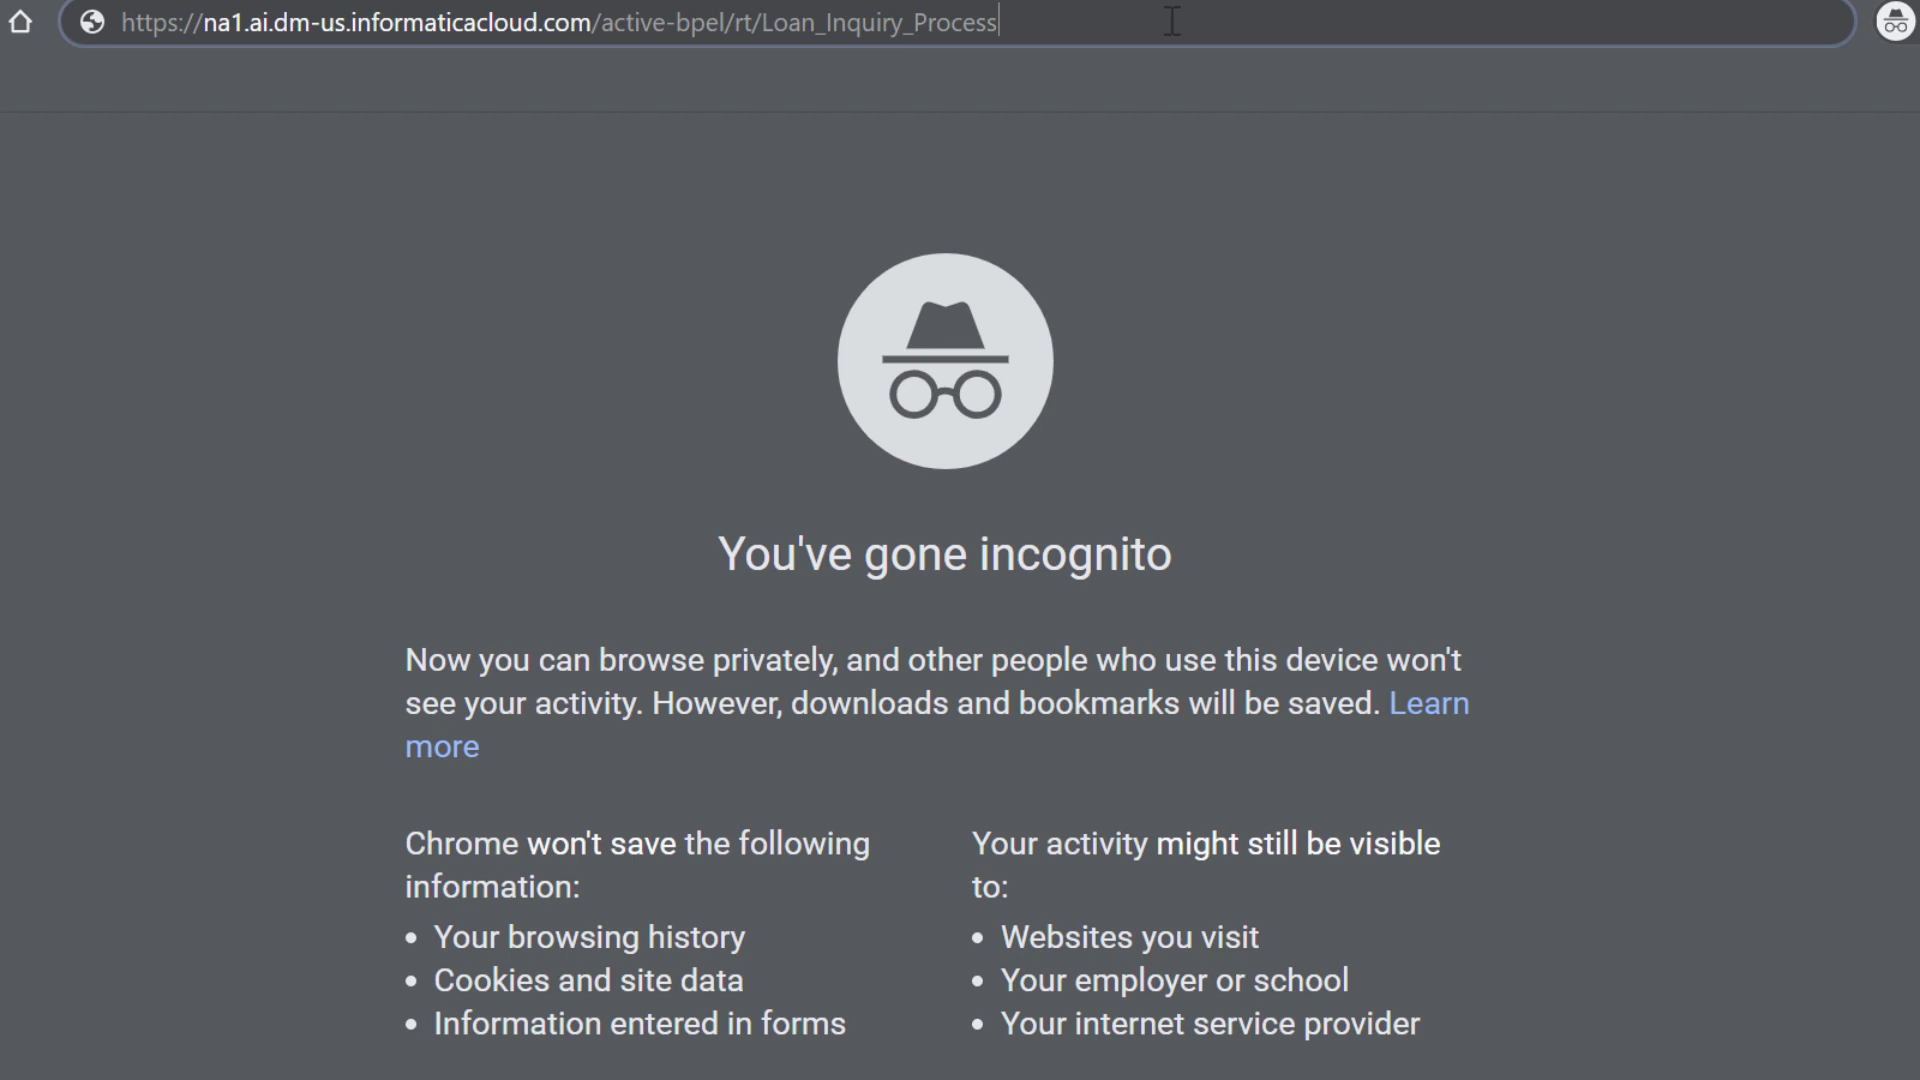 https://na1.ai.dm-us.informaticacloud.com/active-bpel/rt/Loan_Inquiry_Process
You've gone incognito
Now you can browse privately, and other people who use this device won't
see your activity. However, downloads and bookmarks will be saved. Learn
more
Chrome won't save the following
information:
• Your browsing history
• Cookies and site data
• Information entered in forms
Your activity might still be visible
to:
• Websites you visit
• Your employer or school
• Your internet service provider